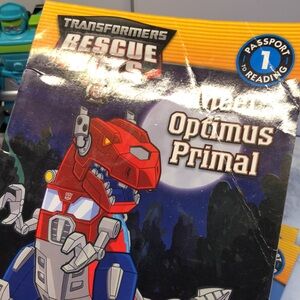 TRANSFORMERS
RESCUE
PASSPORT
1
TO READING
Optimus
Primal